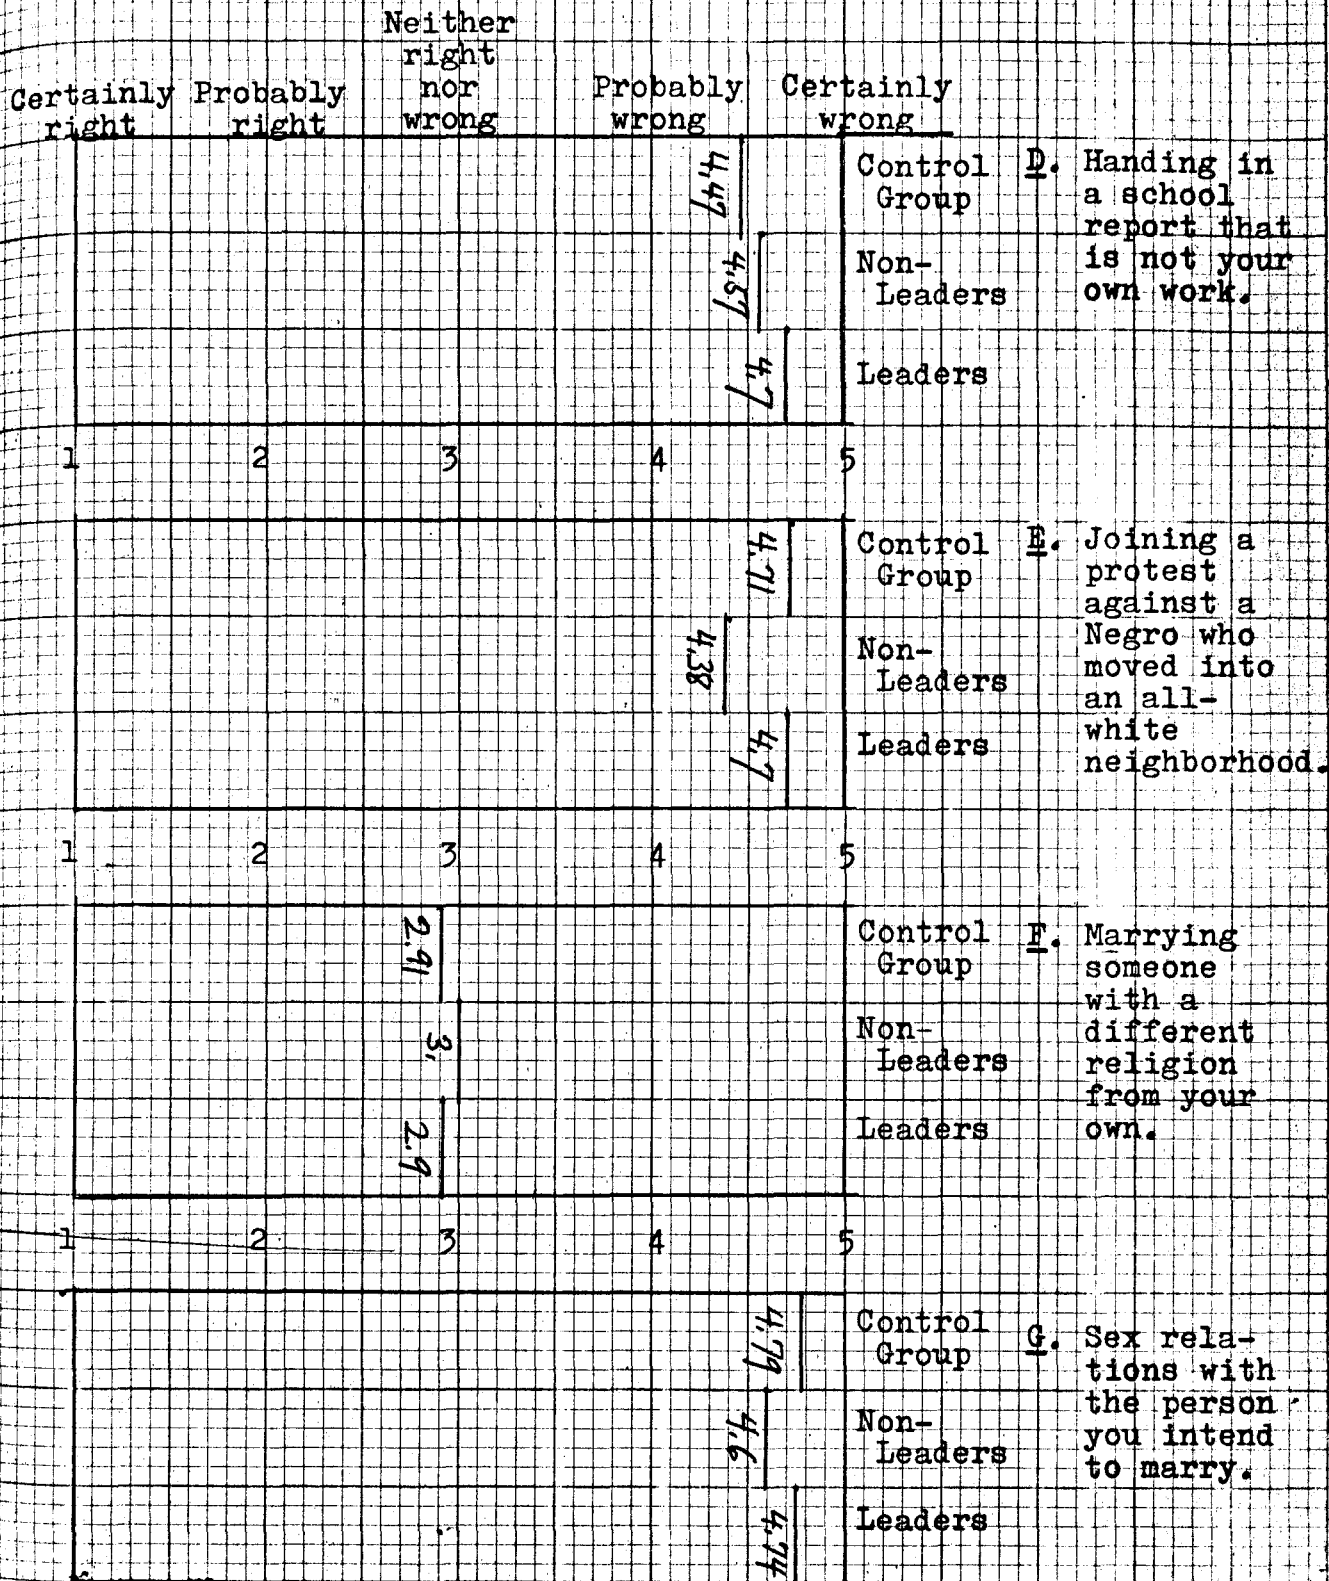 Neither
right
nor
wrong
Certainly
right
Probably
right
Probably
wrong
Certainly
wrong
4.47
Control
Group
D. Handing in
a school
report that
is not your
own work.
4.57
Non-
Leaders
4.7
Leaders
1 2 3 4 5
4.71
Control
Group
E. Joining a
protest
against a
Negro who
moved into
an all-
white
neighborhood.
4.38
Non-
Leaders
4.7
Leaders
1 2 3 4 5
2.91
Control
Group
F. Marrying
someone
with a
different
religion
from your
own.
3.
Non-
Leaders
2.9
Leaders
1 2 3 4 5
4.79
Control
Group
G. Sex rela-
tions with
the person
you intend
to marry.
4.6
Non-
Leaders
4.74
Leaders